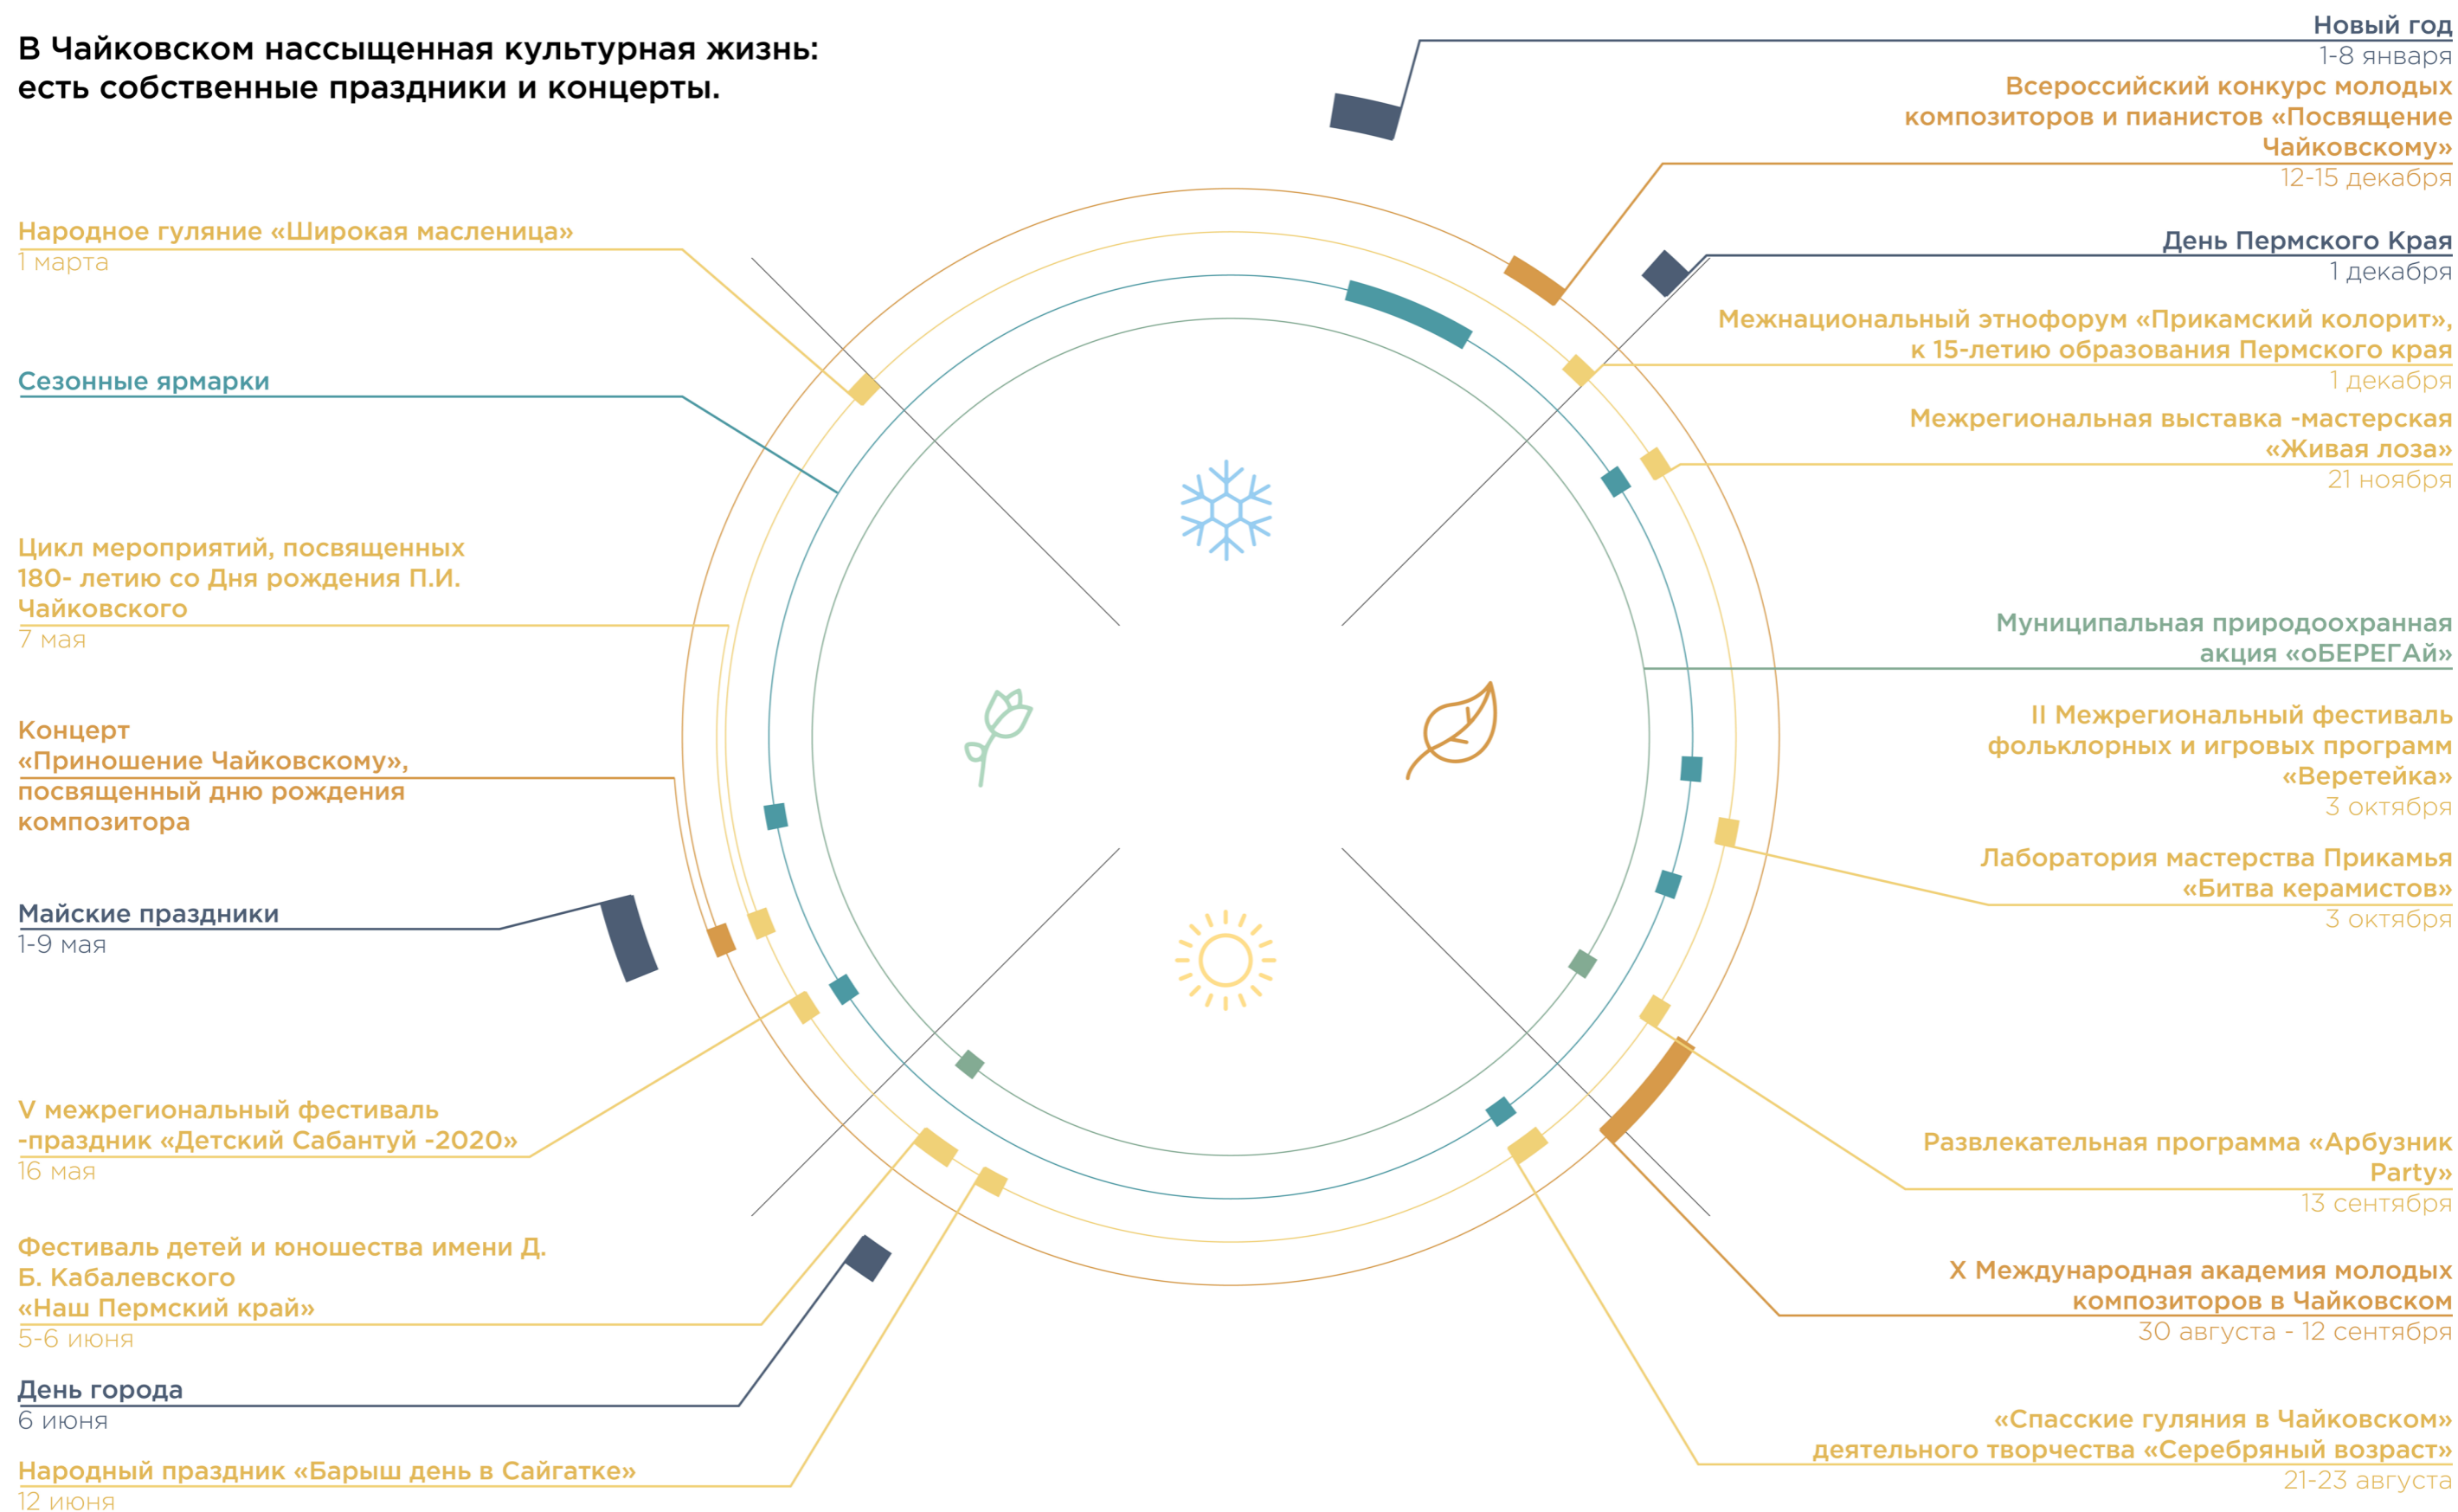 В Чайковском нассыщенная культурная жизнь:
есть собственные праздники и концерты.
Народное гуляние «Широкая масленица»
1 марта
Сезонные ярмарки
Цикл мероприятий, посвященных
180- летию со Дня рождения П.И.
Чайковского
7 мая
Концерт
«Приношение Чайковскому»,
посвященный дню рождения
композитора
Майские праздники
1-9 мая
V межрегиональный фестиваль
-праздник «Детский Сабантуй -2020»
16 мая
Фестиваль детей и юношества имени Д.
Б. Кабалевского
«Наш Пермский край»
5-6 июня
День города
6 июня
Народный праздник «Барыш день в Сайгатке»
12 июня
Новый год
1-8 января
Всероссийский конкурс молодых
композиторов и пианистов «Посвящение
Чайковскому»
12-15 декабря
День Пермского Края
1 декабря
Межнациональный этнофорум «Прикамский колорит»,
к 15-летию образования Пермского края
1 декабря
Межрегиональная выставка -мастерская
«Живая лоза»
21 ноября
Муниципальная природоохранная
акция «оБЕРЕГАй»
II Межрегиональный фестиваль
фольклорных и игровых программ
«Веретейка»
3 октября
Лаборатория мастерства Прикамья
«Битва керамистов»
3 октября
Развлекательная программа «Арбузник
Party»
13 сентября
X Международная академия молодых
композиторов в Чайковском
30 августа - 12 сентября
«Спасские гуляния в Чайковском»
деятельного творчества «Серебряный возраст»
21-23 августа